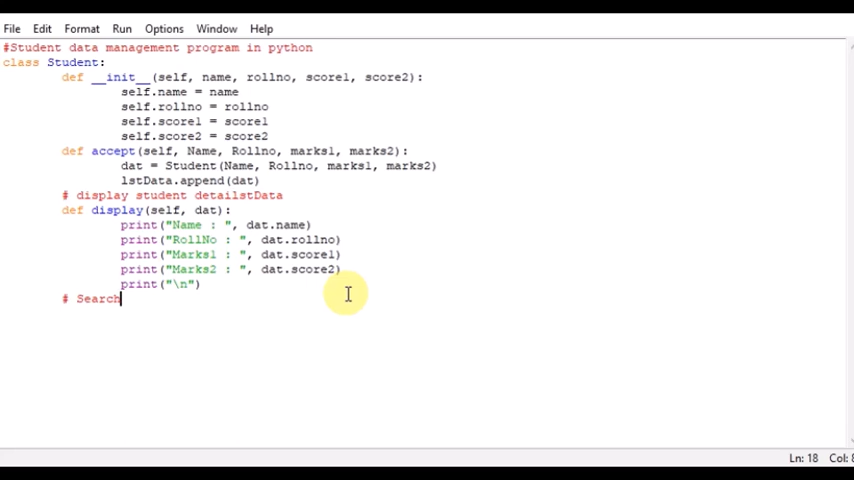 File Edit Format Run Options Window Help
#Student data management program in python
class Student:
def __init__(self, name, rollno, score1, score2):
self.name = name
self.rollno = rollno
self.score1 = score1
self.score2 = score2
def accept(self, Name, Rollno, marks1, marks2):
dat = Student(Name, Rollno, marks1, marks2)
lstData.append(dat)
# display student detailstData
def display(self, dat):
print("Name : ", dat.name)
print("RollNo : ", dat.rollno)
print("Marks1 : ", dat.score1)
print("Marks2 : ", dat.score2)
print("\n")
# Search
Ln: 18 Col: